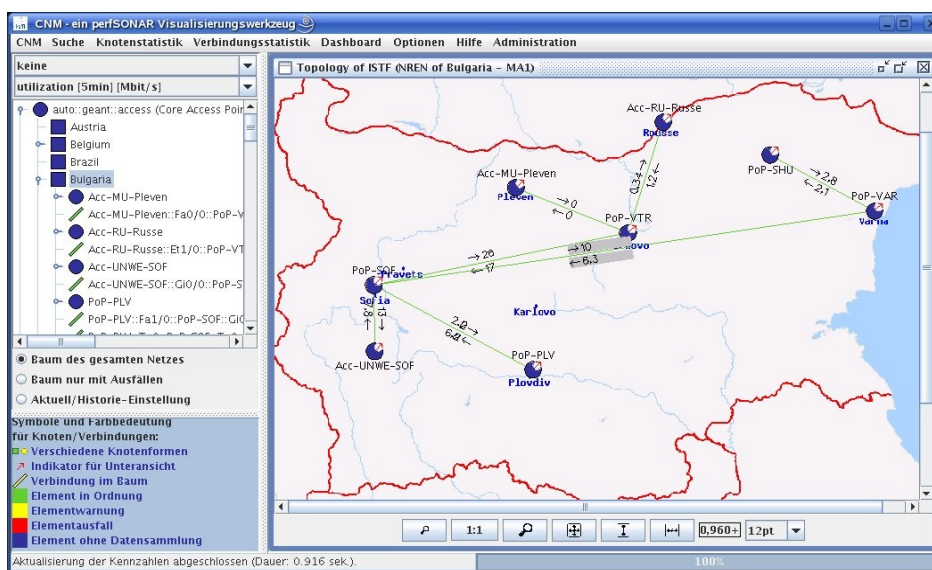 CNM - ein perfSONAR Visualisierungswerkzeug
CNM Suche Knotenstatistik Verbindungsstatistik Dashboard Optionen Hilfe Administration
keine
utilization [5min] [Mbit/s]
auto::geant::access (Core Access Poin
Austria
Belgium
Brazil
Bulgaria
Acc-MU-Pleven
Acc-MU-Pleven::Fa0/0::PoP-V
Acc-RU-Russe
Acc-RU-Russe::Et1/0::PoP-VT
Acc-UNWE-SOF
Acc-UNWE-SOF::Gi0/0::PoP-S
PoP-PLV
PoP-PLV::Fa1/0::PoP-SOF::Gi0
Baum des gesamten Netzes
Baum nur mit Ausfällen
Aktuell/Historie-Einstellung
Symbole und Farbbedeutung
für Knoten/Verbindungen:
Verschiedene Knotenformen
Indikator für Unteransicht
Verbindung im Baum
Element in Ordnung
Elementwarnung
Elementausfall
Element ohne Datensammlung
Topology of ISTF (NREN of Bulgaria - MA1)
Acc-RU-Russe
Rousse
0,34
1,2
PoP-SHU
2,8
2,1
PoP-VAR
Varna
Acc-MU-Pleven
Pleven
0
0
PoP-VTR
10
6,3
26
17
PoP-SOF
Pravets
Sofia
Karlovo
13
Acc-UNWE-SOF
PoP-PLV
Plovdiv
1:1
0,960+
12pt
Aktualisierung der Kennzahlen abgeschlossen (Dauer: 0.916 sek.).
100%